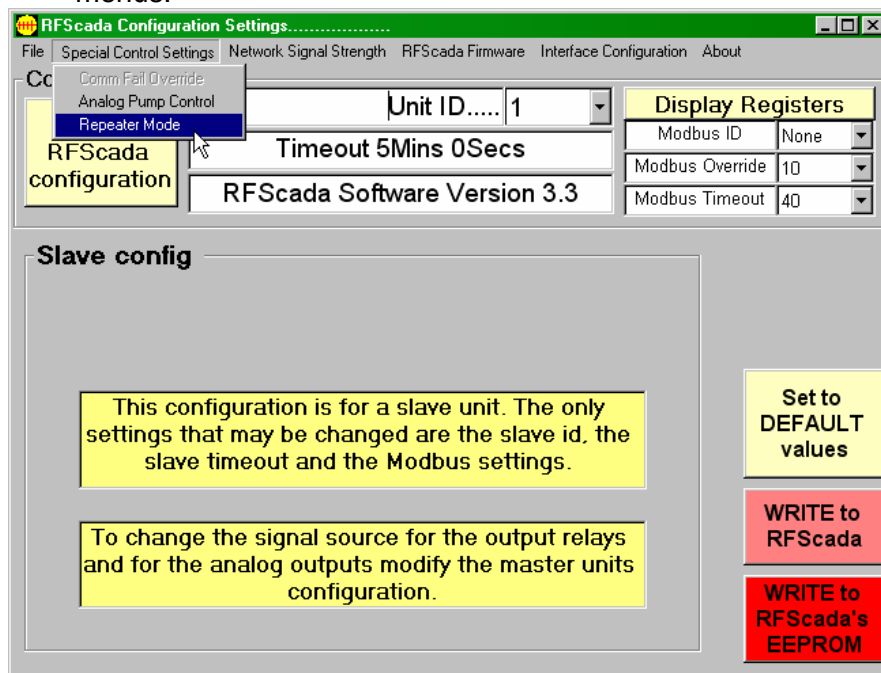 menus.
RFScada Configuration Settings...................
File Special Control Settings Network Signal Strength RFScada Firmware Interface Configuration About
Comm Fail Override
Analog Pump Control
Repeater Mode
RFScada
configuration
Unit ID..... 1
Timeout 5Mins 0Secs
RFScada Software Version 3.3
Display Registers
Modbus ID None
Modbus Override 10
Modbus Timeout 40
Slave config
This configuration is for a slave unit. The only
settings that may be changed are the slave id, the
slave timeout and the Modbus settings.
To change the signal source for the output relays
and for the analog outputs modify the master units
configuration.
Set to
DEFAULT
values
WRITE to
RFScada
WRITE to
RFScada's
EEPROM